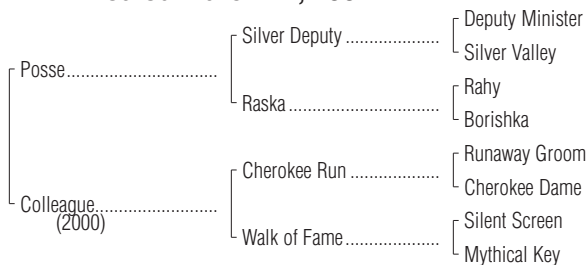 Posse
Colleague
(2000)
Silver Deputy
Raska
Cherokee Run
Walk of Fame
Deputy Minister
Silver Valley
Rahy
Borishka
Runaway Groom
Cherokee Dame
Silent Screen
Mythical Key